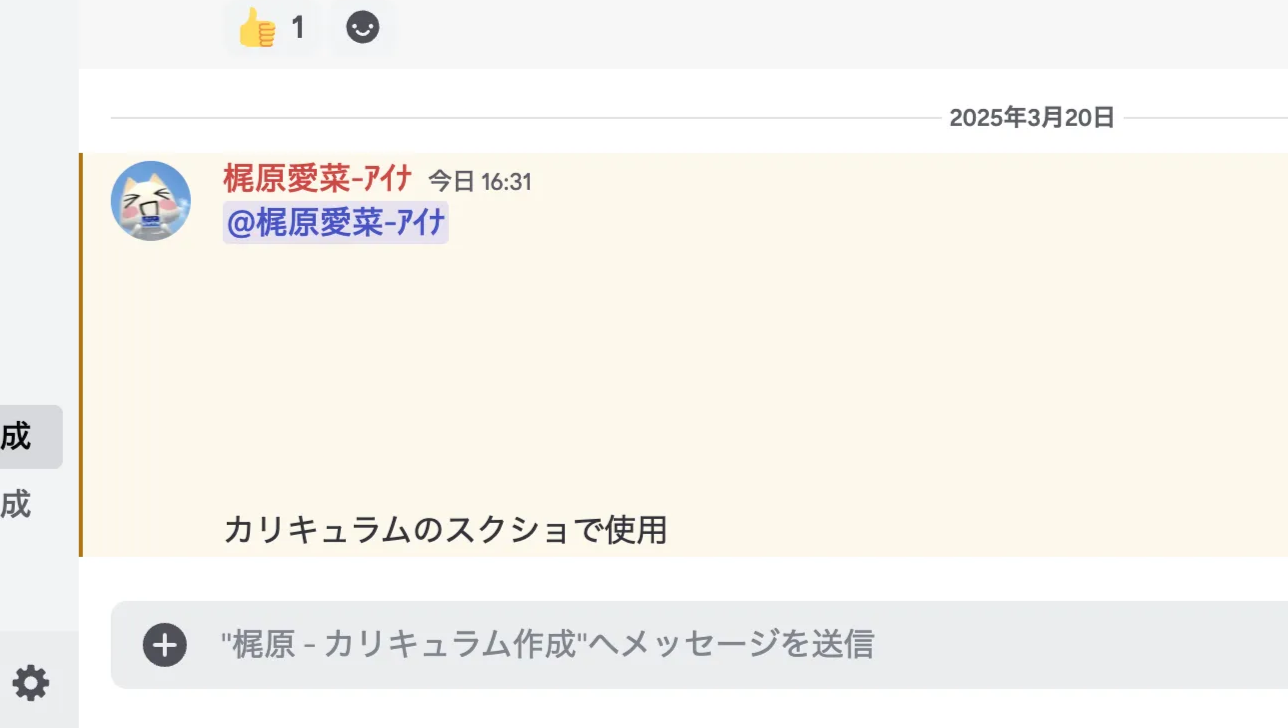 1
2025年3月20日
梶原愛菜-ｱｲﾅ 今日 16:31
@梶原愛菜-ｱｲﾅ
成
成
カリキュラムのスクショで使用
"梶原 - カリキュラム作成"へメッセージを送信